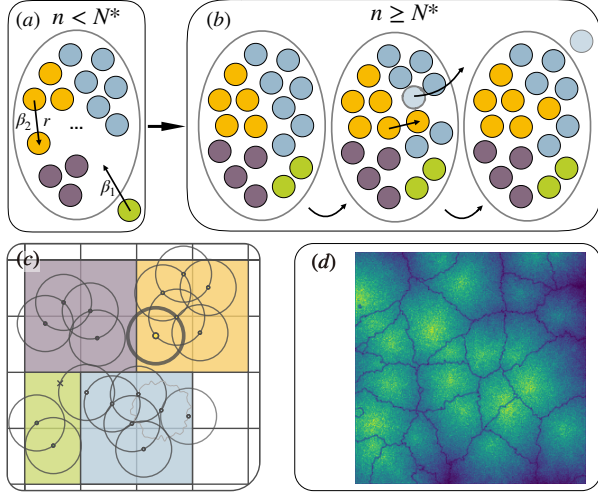 (a) n < N*
(b) n ≥ N*
β₂ r
...
β₁
(c)
(d)